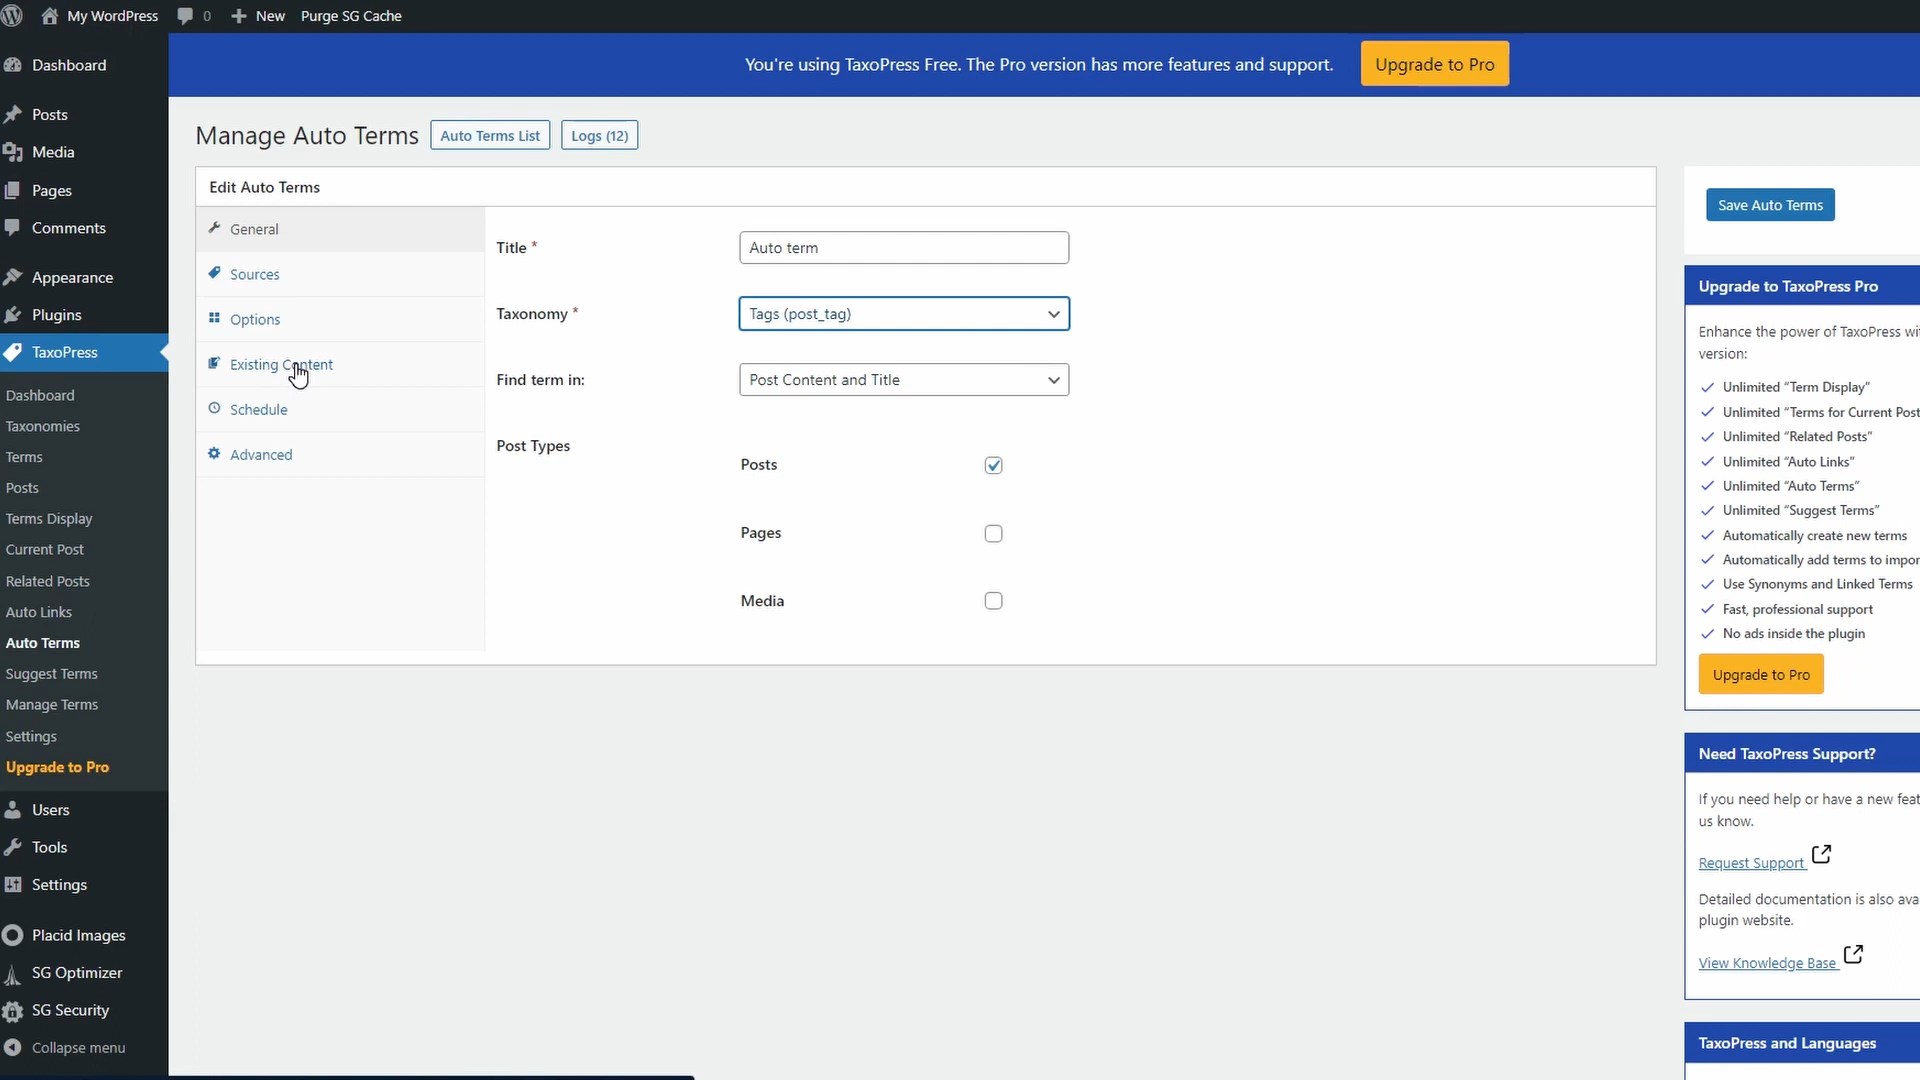 My WordPress
0
New
Purge SG Cache
Dashboard
Posts
Media
Pages
Comments
Appearance
Plugins
TaxoPress
Dashboard
Taxonomies
Terms
Posts
Terms Display
Current Post
Related Posts
Auto Links
Auto Terms
Suggest Terms
Manage Terms
Settings
Upgrade to Pro
Users
Tools
Settings
Placid Images
SG Optimizer
SG Security
Collapse menu
You're using TaxoPress Free. The Pro version has more features and support.
Upgrade to Pro
Manage Auto Terms
Auto Terms List
Logs (12)
Edit Auto Terms
General
Sources
Options
Existing Content
Schedule
Advanced
Title *
Auto term
Taxonomy *
Tags (post_tag)
Find term in:
Post Content and Title
Post Types
Posts
Pages
Media
Save Auto Terms
Upgrade to TaxoPress Pro
Enhance the power of TaxoPress wi
version:
Unlimited “Term Display”
Unlimited “Terms for Current Post
Unlimited “Related Posts”
Unlimited “Auto Links”
Unlimited “Auto Terms”
Unlimited “Suggest Terms”
Automatically create new terms
Automatically add terms to impor
Use Synonyms and Linked Terms
Fast, professional support
No ads inside the plugin
Upgrade to Pro
Need TaxoPress Support?
If you need help or have a new feat
us know.
Request Support
Detailed documentation is also ava
plugin website.
View Knowledge Base
TaxoPress and Languages